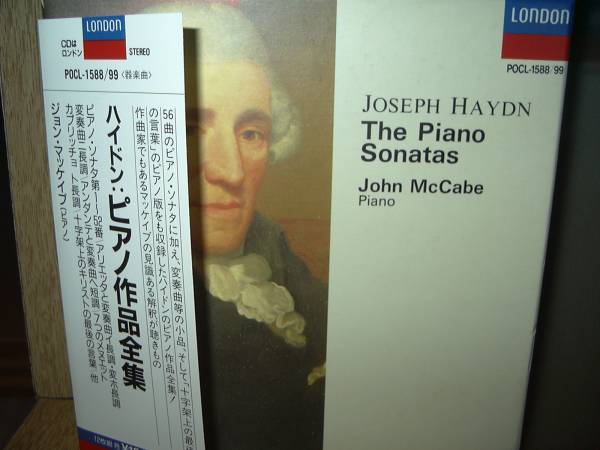 LONDON
CDは
ロンドン
STEREO
POCL-1588/99〈器楽曲〉
ハイドン:ピアノ作品全集
56曲のピアノ・ソナタに加え、変奏曲等の小品、そして、「十字架上の最後
の言葉」のピアノ版をも収録したハイドンのピアノ作品全集!
作曲家でもあるマッケイブの見識ある解釈が聴きもの
ピアノ・ソナタ第1~52番/アリエッタと変奏曲イ長調・変ホ長調
変奏曲ニ長調/アンダンテと変奏曲ヘ短調/7つのメヌエット
カプリッチョ ト長調/十字架上のキリストの最後の言葉/他
ジョン・マッケイブ(ピアノ)
12枚組
LONDON
POCL-1588/99
JOSEPH HAYDN
The Piano
Sonatas
John McCabe
Piano